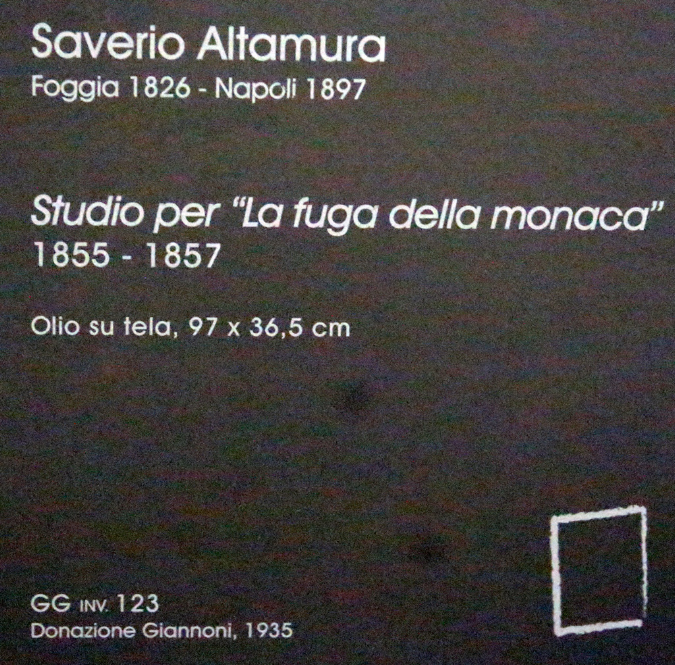 Saverio Altamura
Foggia 1826 - Napoli 1897
Studio per “La fuga della monaca”
1855 - 1857
Olio su tela, 97 x 36,5 cm
GG INV. 123
Donazione Giannoni, 1935